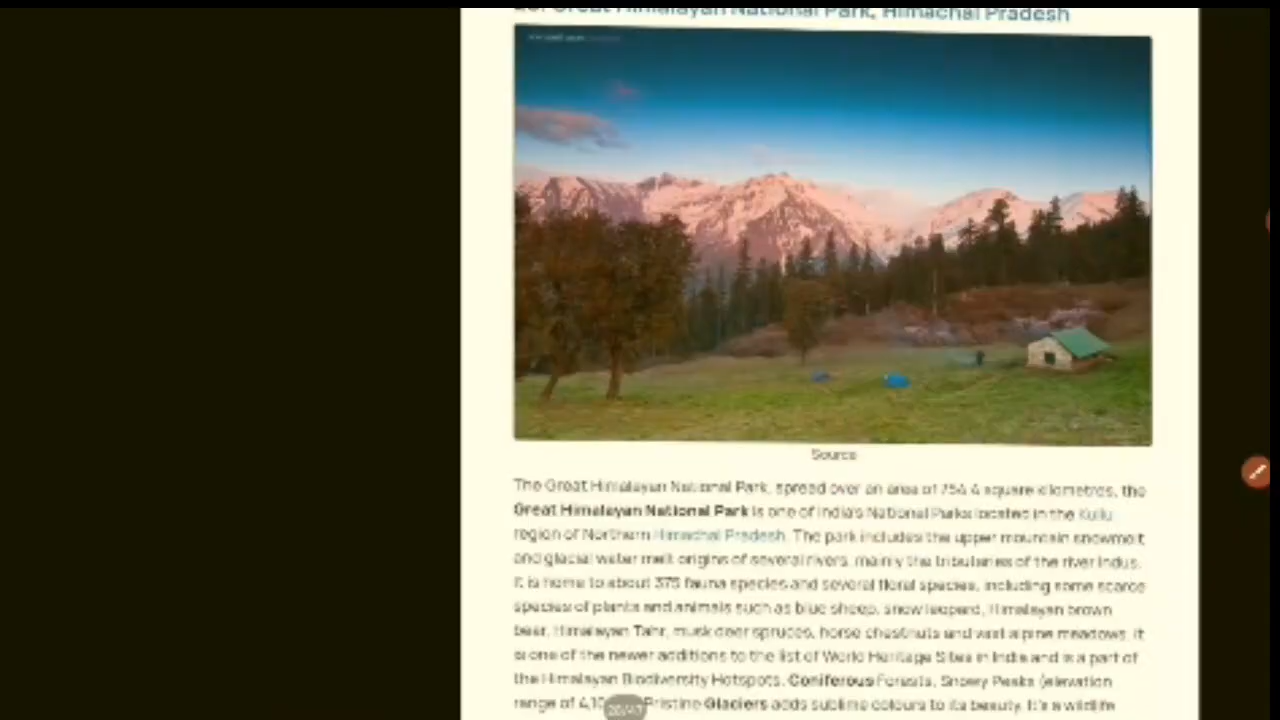 Great Himalayan National Park, Himachal Pradesh
Source
The Great Himalayan National Park, spread over an area of 754.4 square kilometres, the
Great Himalayan National Park is one of India's National Parks located in the Kullu
region of Northern Himachal Pradesh. The park includes the upper mountain snowmelt
and glacial water melt origins of several rivers, mainly the tributaries of the river Indus.
It is home to about 375 fauna species and several floral species, including some scarce
species of plants and animals such as blue sheep, snow leopard, Himalayan brown
bear, Himalayan Tahr, musk deer spruces, horse chestnuts and vast alpine meadows. It
is one of the newer additions to the list of World Heritage Sites in India and is a part of
the Himalayan Biodiversity Hotspots. Coniferous Forests, Snowy Peaks (elevation
range of 4,10 Pristine Glaciers adds sublime colours to its beauty. It's a wildlife